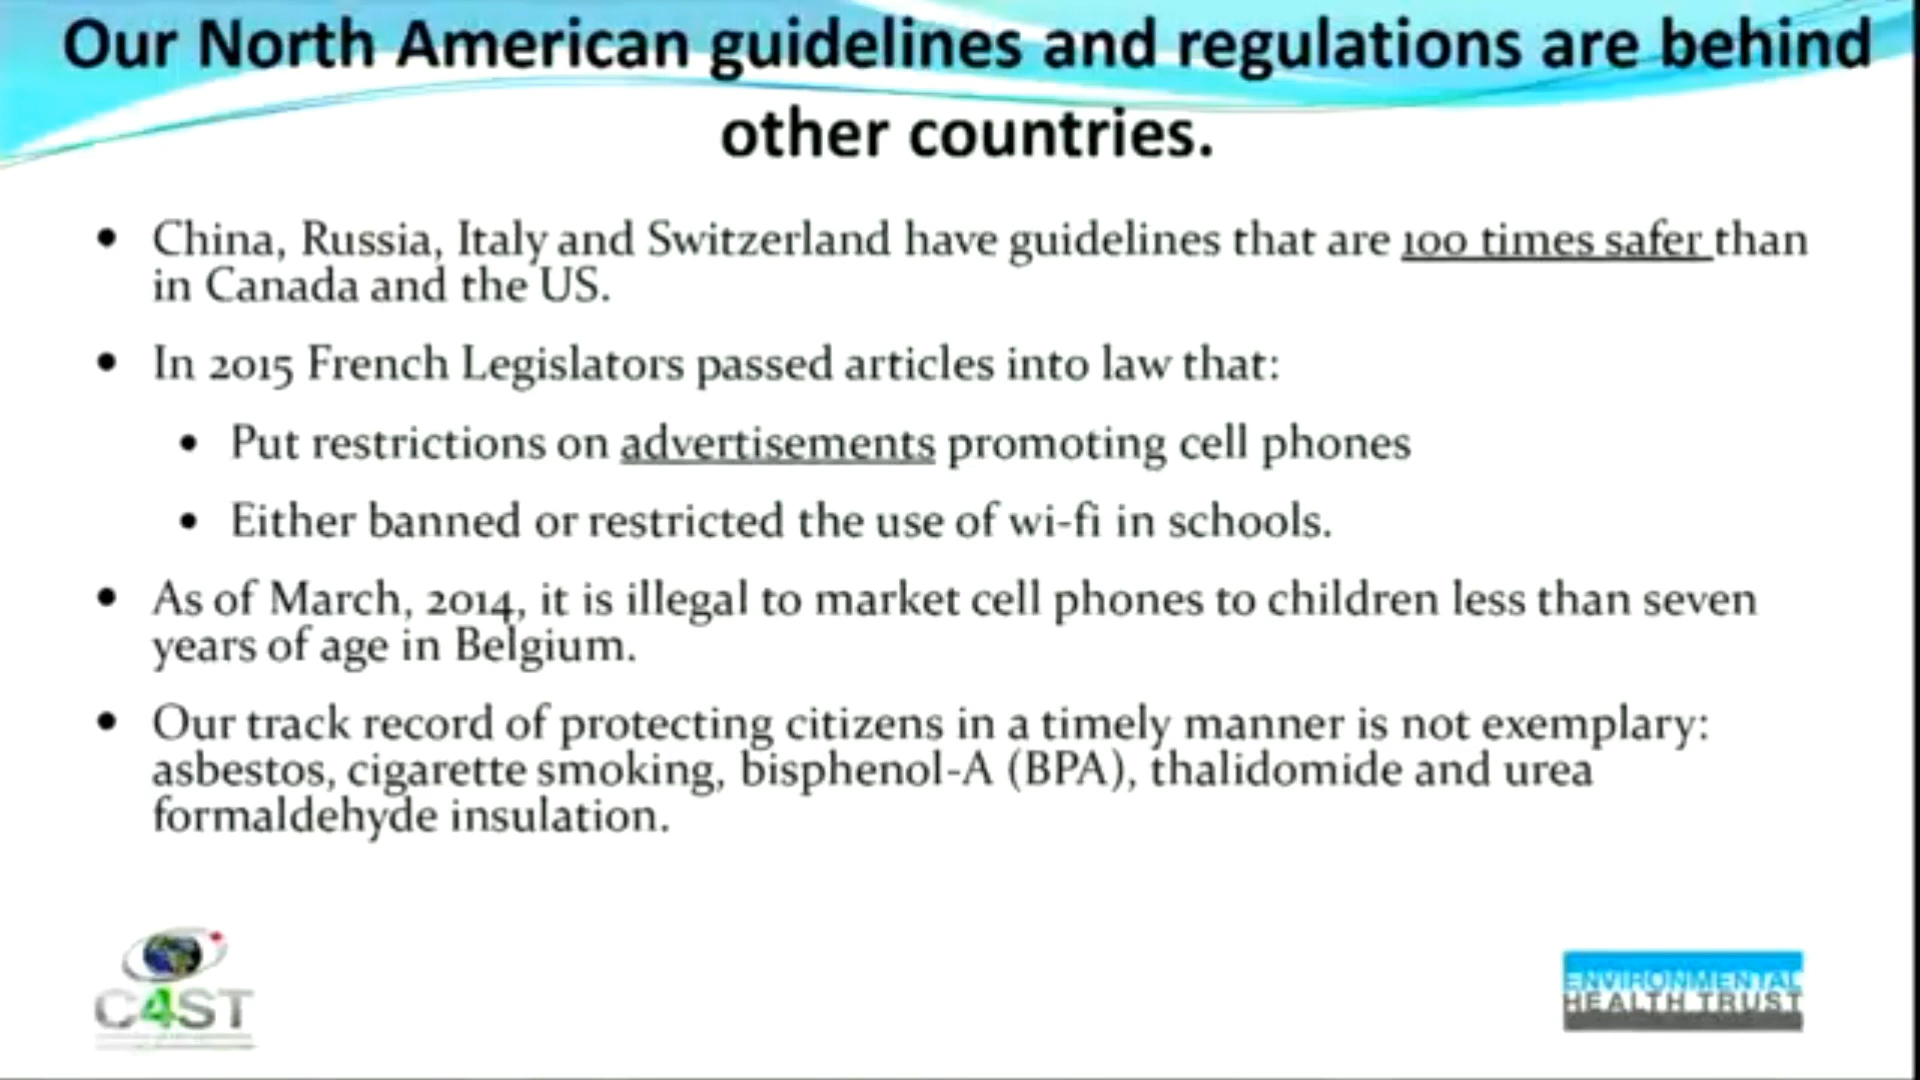 Our North American guidelines and regulations are behind
other countries.
• China, Russia, Italy and Switzerland have guidelines that are 100 times safer than
in Canada and the US.
• In 2015 French Legislators passed articles into law that:
• Put restrictions on advertisements promoting cell phones
• Either banned or restricted the use of wi-fi in schools.
• As of March, 2014, it is illegal to market cell phones to children less than seven
years of age in Belgium.
• Our track record of protecting citizens in a timely manner is not exemplary:
asbestos, cigarette smoking, bisphenol-A (BPA), thalidomide and urea
formaldehyde insulation.
C4ST
ENVIRONMENTAL
HEALTH TRUST